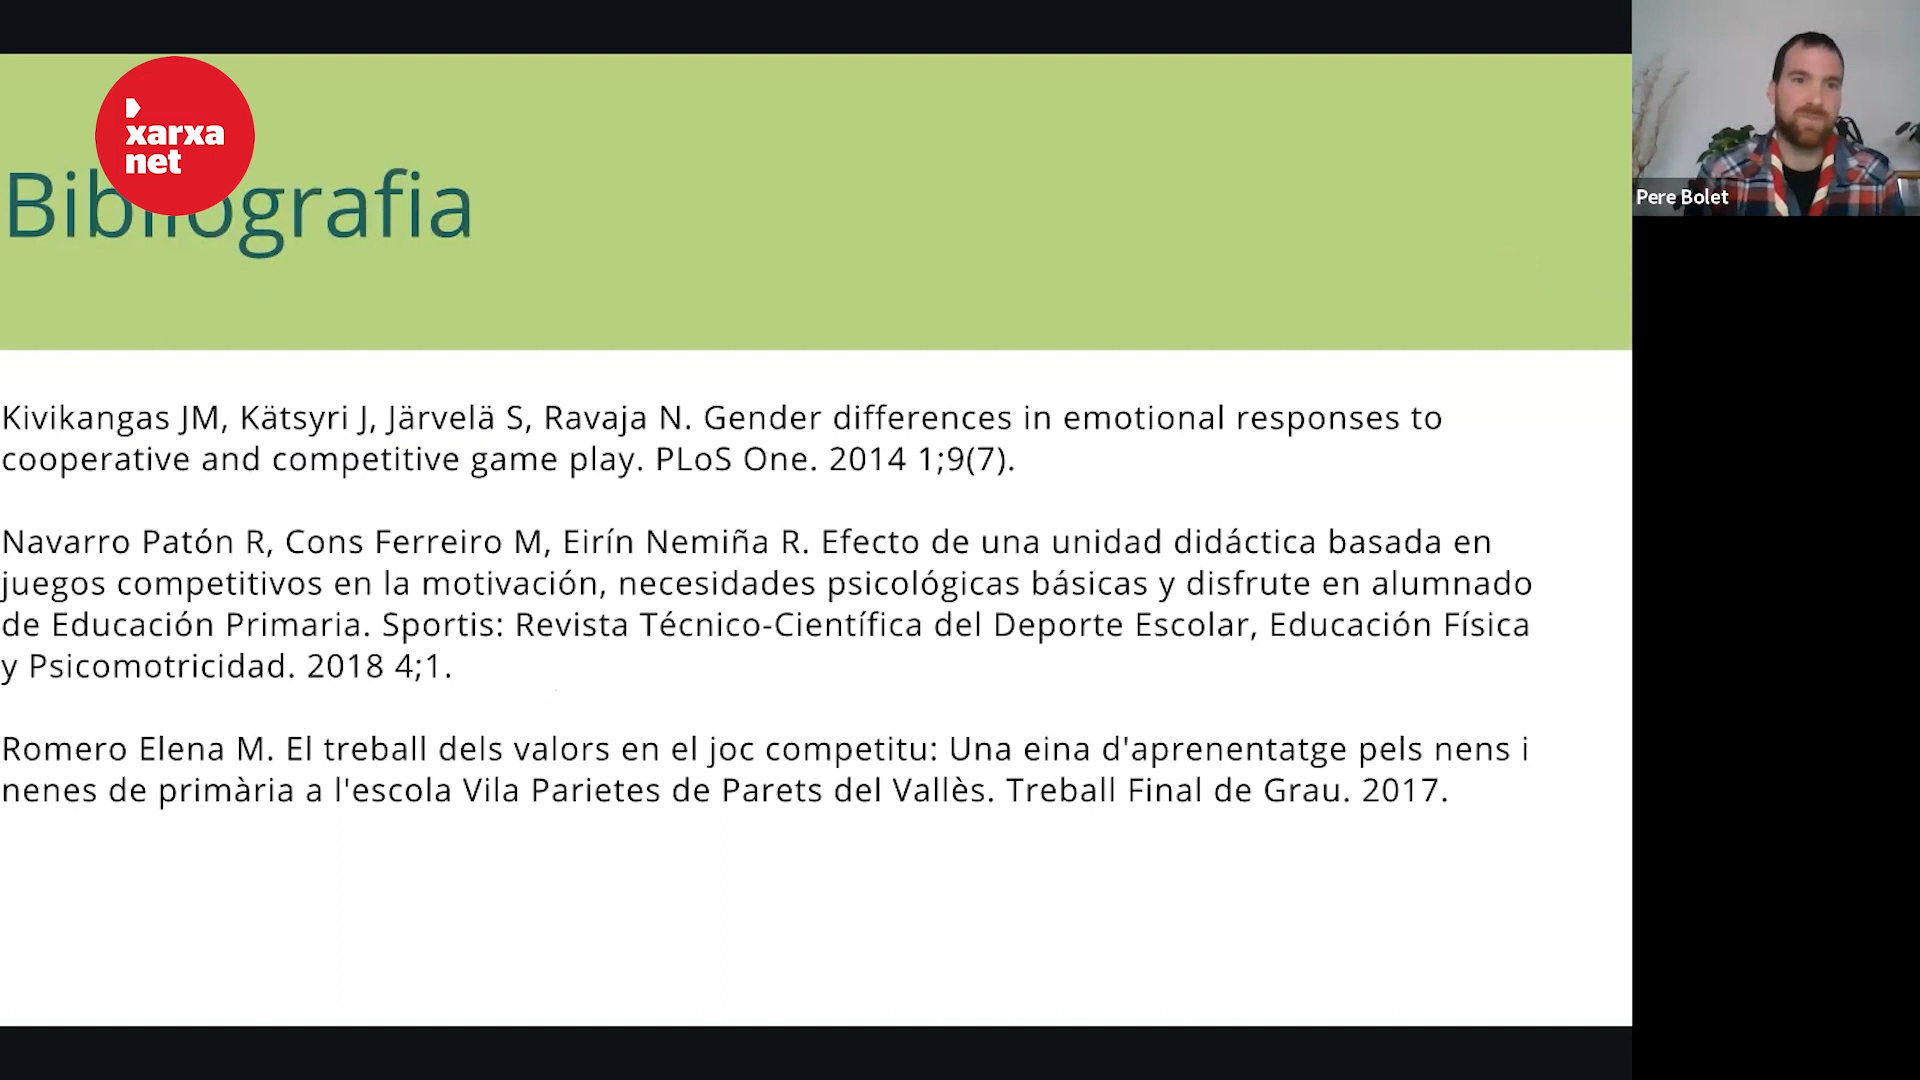 xarxa
net
Bibliografia
Pere Bolet
Kivikangas JM, Kätsyri J, Järvelä S, Ravaja N. Gender differences in emotional responses to
cooperative and competitive game play. PLoS One. 2014 1;9(7).
Navarro Patón R, Cons Ferreiro M, Eirín Nemiña R. Efecto de una unidad didáctica basada en
juegos competitivos en la motivación, necesidades psicológicas básicas y disfrute en alumnado
de Educación Primaria. Sportis: Revista Técnico-Científica del Deporte Escolar, Educación Física
y Psicomotricidad. 2018 4;1.
Romero Elena M. El treball dels valors en el joc competitu: Una eina d'aprenentatge pels nens i
nenes de primària a l'escola Vila Parietes de Parets del Vallès. Treball Final de Grau. 2017.